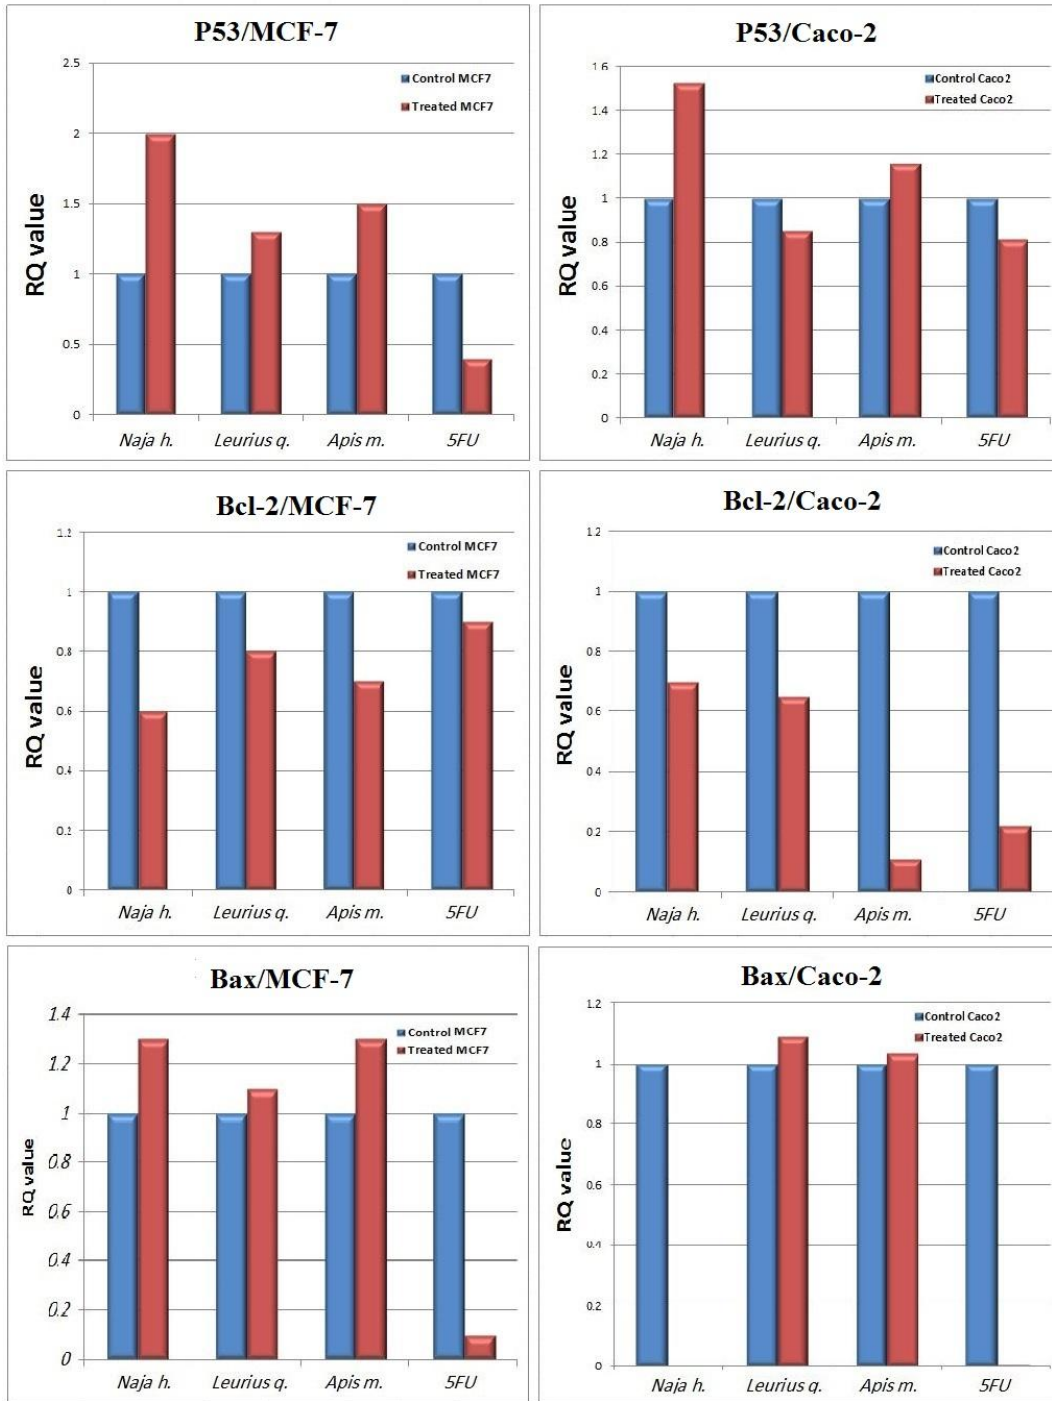 P53/MCF-7
2.5
Control MCF7
Treated MCF7
2
1.5
RQ value
1
0.5
0
Naja h. Leurius q. Apis m. 5FU
P53/Caco-2
1.6
Control Caco2
1.4
Treated Caco2
1.2
1
RQ value
0.8
0.6
0.4
0.2
0
Naja h. Leurius q. Apis m. 5FU
Bcl-2/MCF-7
1.2
Control MCF7
Treated MCF7
1
0.8
RQ value
0.6
0.4
0.2
0
Naja h. Leurius q. Apis m. 5FU
Bcl-2/Caco-2
1.2
Control Caco2
Treated Caco2
1
0.8
RQ value
0.6
0.4
0.2
0
Naja h. Leurius q. Apis m. 5FU
Bax/MCF-7
1.4
Control MCF7
Treated MCF7
1.2
1
0.8
RQ value
0.6
0.4
0.2
0
Naja h. Leurius q. Apis m. 5FU
Bax/Caco-2
1.2
Control Caco2
Treated Caco2
1
0.8
RQ value
0.6
0.4
0.2
0
Naja h. Leurius q. Apis m. 5FU